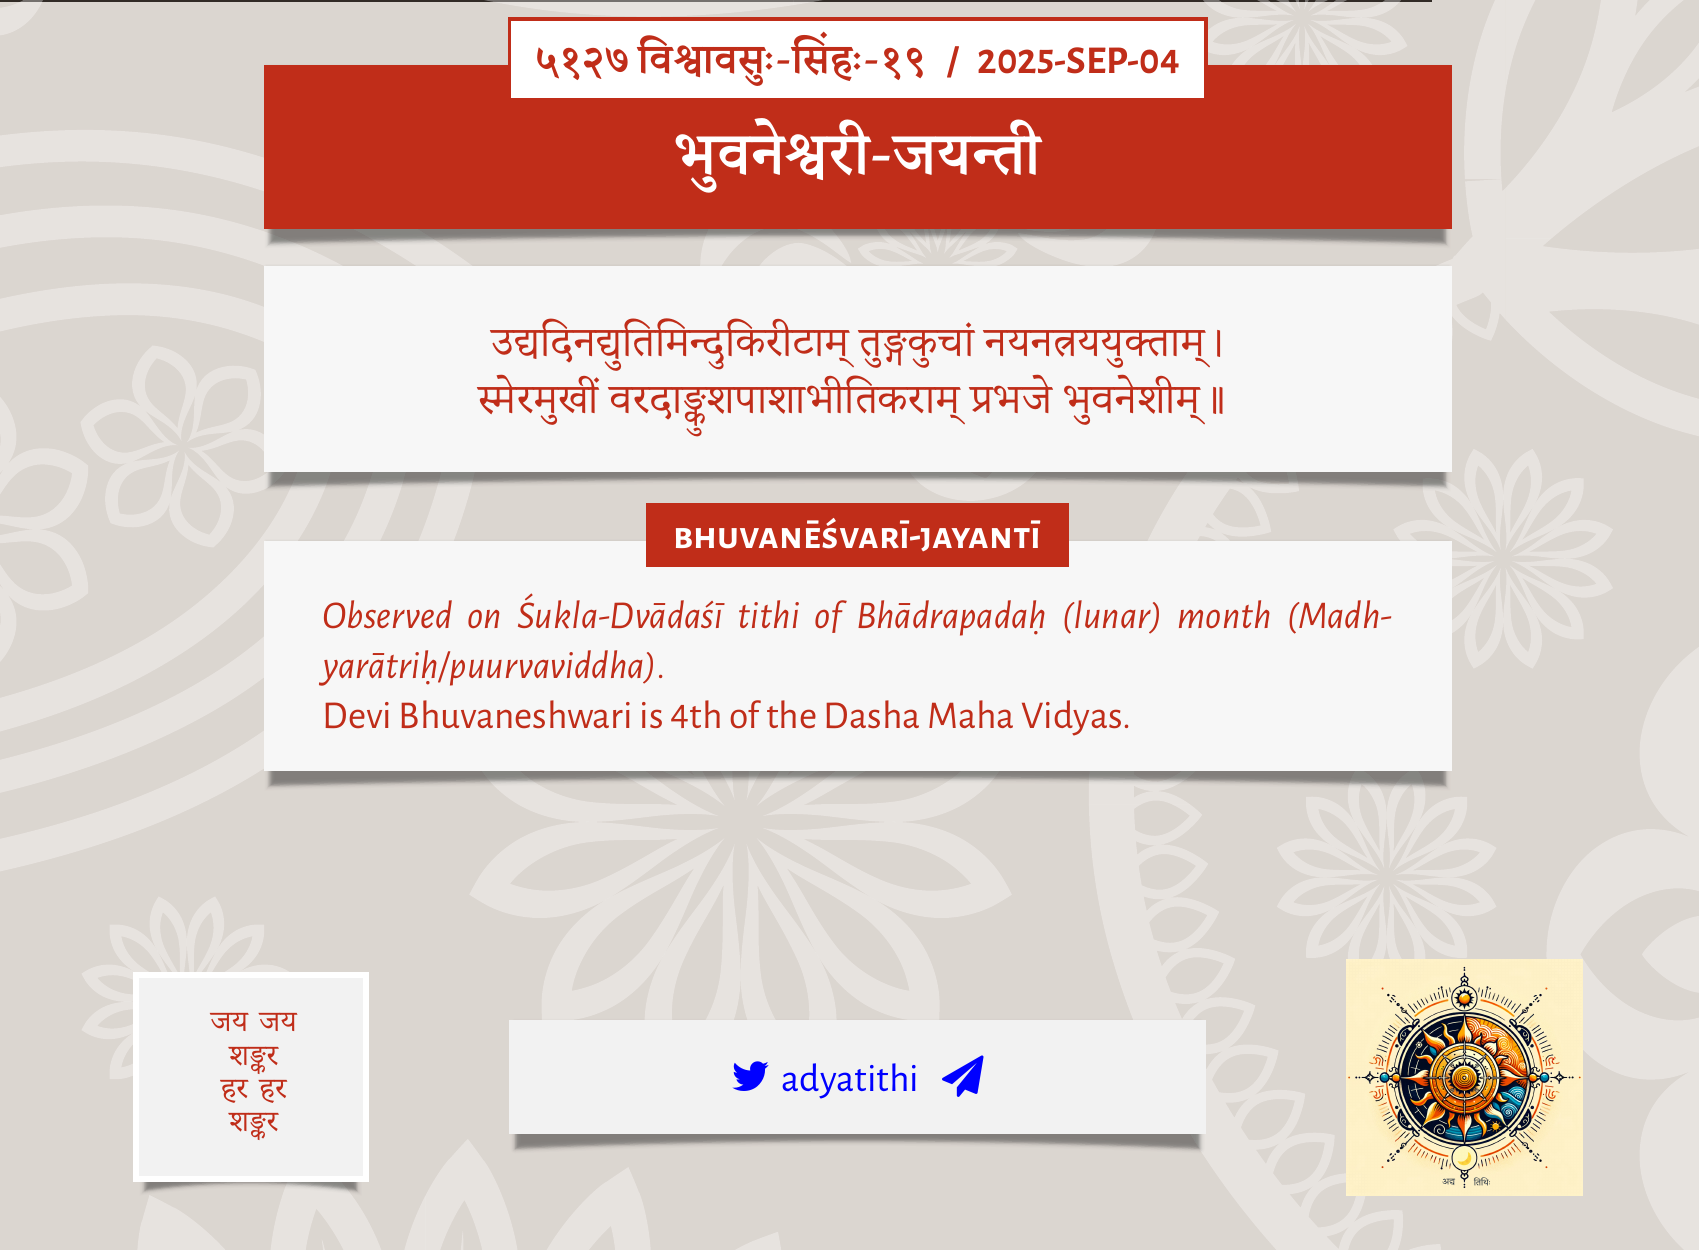 ५१२७ विश्वावसुः-सिंहः-१९ / 2025-SEP-04
भुवनेश्वरी-जयन्ती
उद्यदिनद्युतिमिन्दुकिरीटाम् तुङ्गकुचां नयनत्रययुक्ताम्।
स्मेरमुखीं वरदाङ्कुशपाशाभीतिकराम् प्रभजे भुवनेशीम्॥
BHUVANĒŚVARĪ-JAYANTĪ
Observed on Śukla-Dvādaśī tithi of Bhādrapadaḥ (lunar) month (Madh-
yarātriḥ/puurvaviddha).
Devi Bhuvaneshwari is 4th of the Dasha Maha Vidyas.
जय जय
शङ्कर
हर हर
शङ्कर
adyatithi
अद्य तिथिः